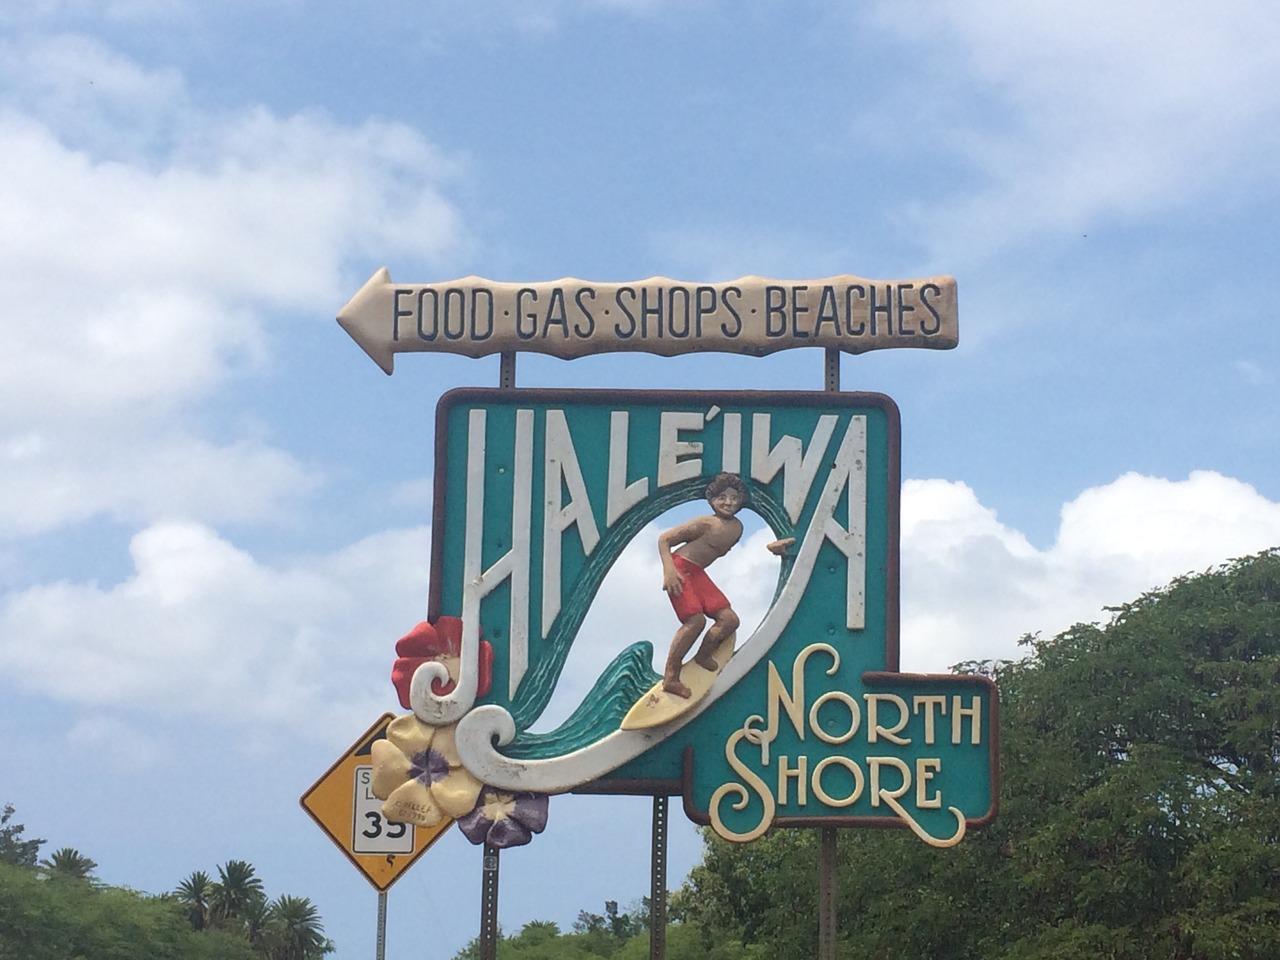 FOOD · GAS · SHOPS · BEACHES
HALE´IWA
NORTH
SHORE
35